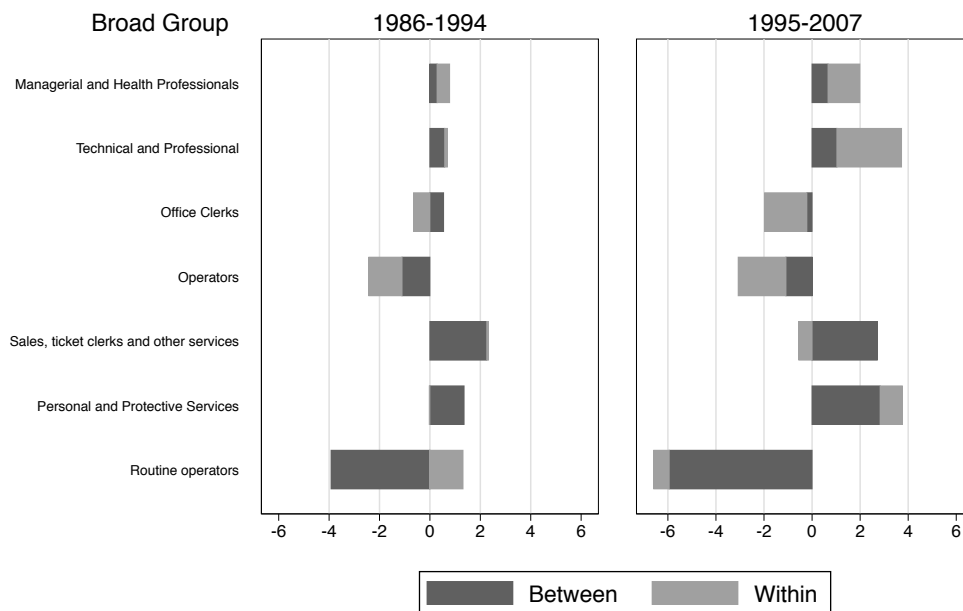 Broad Group
1986-1994
1995-2007
Managerial and Health Professionals
Technical and Professional
Office Clerks
Operators
Sales, ticket clerks and other services
Personal and Protective Services
Routine operators
-6 -4 -2 0 2 4 6
-6 -4 -2 0 2 4 6
Between Within